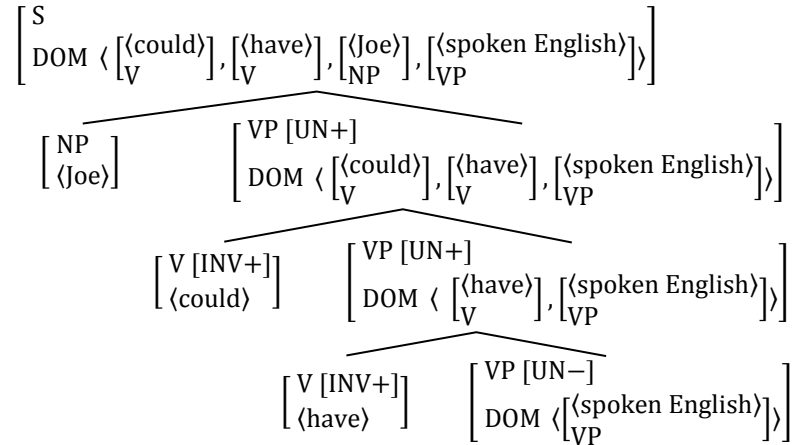 S
DOM ⟨ [⟨could⟩ V], [⟨have⟩ V], [⟨Joe⟩ NP], [⟨spoken English⟩ VP]⟩
NP
⟨Joe⟩
VP [UN+]
DOM ⟨ [⟨could⟩ V], [⟨have⟩ V], [⟨spoken English⟩ VP]⟩
V [INV+]
⟨could⟩
VP [UN+]
DOM ⟨ [⟨have⟩ V], [⟨spoken English⟩ VP]⟩
V [INV+]
⟨have⟩
VP [UN−]
DOM ⟨[⟨spoken English⟩ VP]⟩